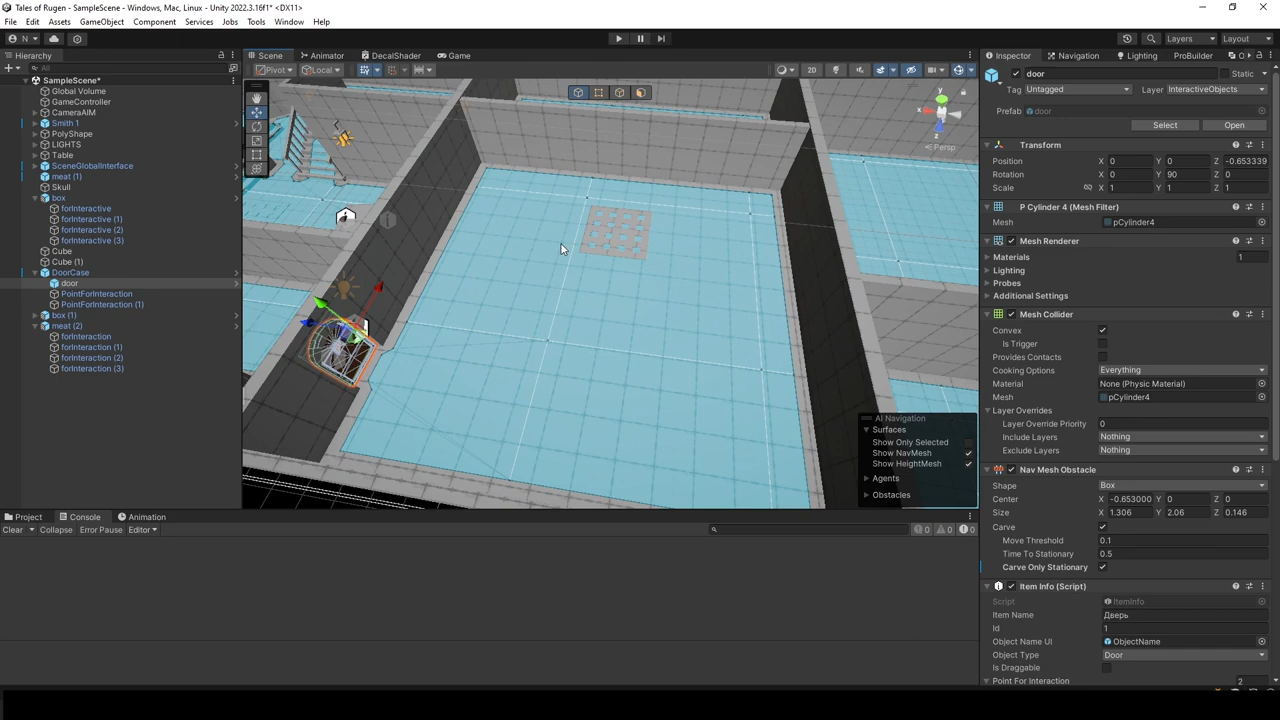 Tales of Rugen - SampleScene - Windows, Mac, Linux - Unity 2022.3.16f1* <DX11>
File Edit Assets GameObject Component Services Jobs Tools Window Help
N Layers Layout
Hierarchy
All
SampleScene*
Global Volume
GameController
CameraAIM
Smith 1
PolyShape
LIGHTS
Table
SceneGlobalInterface
meat (1)
Skull
box
forInteractive
forInteractive (1)
forInteractive (2)
forInteractive (3)
Cube
Cube (1)
DoorCase
door
PointForInteraction
PointForInteraction (1)
box (1)
meat (2)
forInteraction
forInteraction (1)
forInteraction (2)
forInteraction (3)
Scene Animator DecalShader Game
Pivot Local 2D
y
x
z
Persp
AI Navigation
Surfaces
Show Only Selected
Show NavMesh
Show HeightMesh
Agents
Obstacles
Project Console Animation
Clear Collapse Error Pause Editor
0 0 0
Inspector Navigation Lighting ProBuilder O
door Static
Tag Untagged Layer InteractiveObjects
Prefab door
Select Open
Transform
Position X 0 Y 0 Z -0.653339
Rotation X 0 Y 90 Z 0
Scale X 1 Y 1 Z 1
P Cylinder 4 (Mesh Filter)
Mesh pCylinder4
Mesh Renderer
Materials 1
Lighting
Probes
Additional Settings
Mesh Collider
Convex
Is Trigger
Provides Contacts
Cooking Options Everything
Material None (Physic Material)
Mesh pCylinder4
Layer Overrides
Layer Override Priority 0
Include Layers Nothing
Exclude Layers Nothing
Nav Mesh Obstacle
Shape Box
Center X -0.653000 Y 0 Z 0
Size X 1.306 Y 2.06 Z 0.146
Carve
Move Threshold 0.1
Time To Stationary 0.5
Carve Only Stationary
Item Info (Script)
Script ItemInfo
Item Name Дверь
Id 1
Object Name UI ObjectName
Object Type Door
Is Draggable
Point For Interaction 2